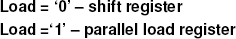 Load = ‘0’ – shift register
Load =‘1’ – parallel load register